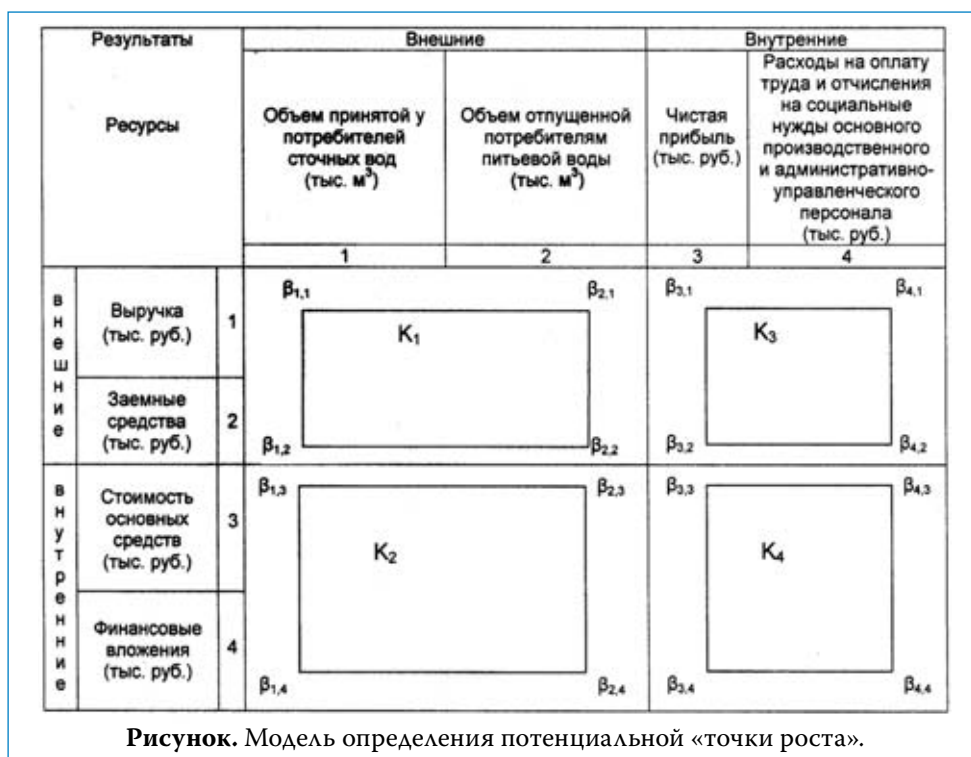 Результаты
Внешние
Внутренние
Ресурсы
Объем принятой у
потребителей
сточных вод
(тыс. м³)
Объем отпущенной
потребителям
питьевой воды
(тыс. м³)
Чистая
прибыль
(тыс. руб.)
Расходы на оплату
труда и отчисления
на социальные
нужды основного
производственного
и административно-
управленческого
персонала
(тыс. руб.)
1 2 3 4
внешние
Выручка
(тыс. руб.)
1
β1,1 β2,1 β3,1 β4,1
K1 K3
Заемные
средства
(тыс. руб.)
2
β1,2 β2,2 β3,2 β4,2
внутренние
Стоимость
основных
средств
(тыс. руб.)
3
β1,3 β2,3 β3,3 β4,3
K2 K4
Финансовые
вложения
(тыс. руб.)
4
β1,4 β2,4 β3,4 β4,4
Рисунок. Модель определения потенциальной «точки роста».